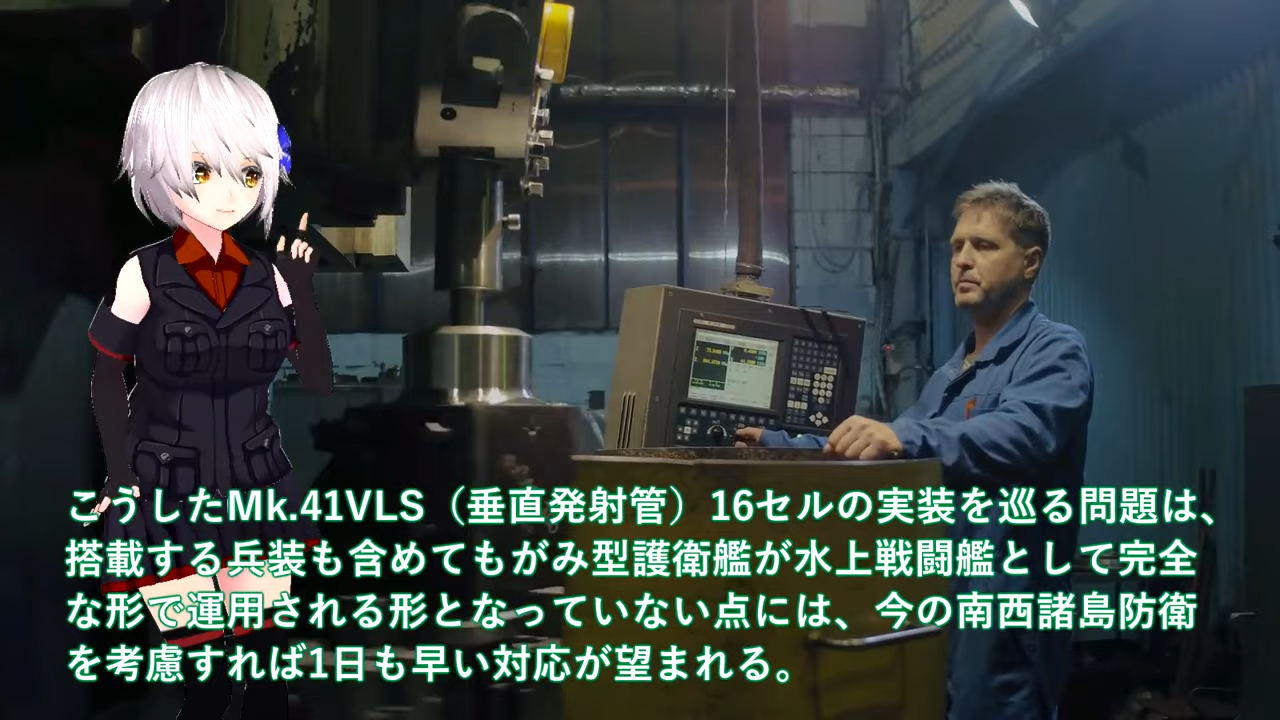 こうしたMk.41VLS（垂直発射管）16セルの実装を巡る問題は、
搭載する兵装も含めてもがみ型護衛艦が水上戦闘艦として完全
な形で運用される形となっていない点には、今の南西諸島防衛
を考慮すれば1日も早い対応が望まれる。